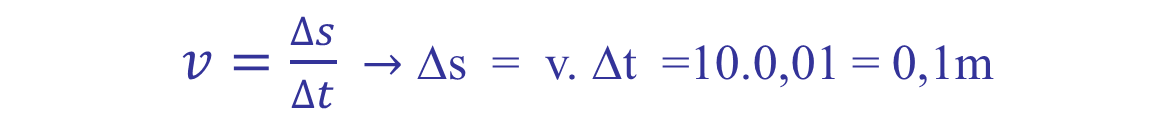 v = Δs/Δt → Δs = v. Δt =10.0,01 = 0,1m